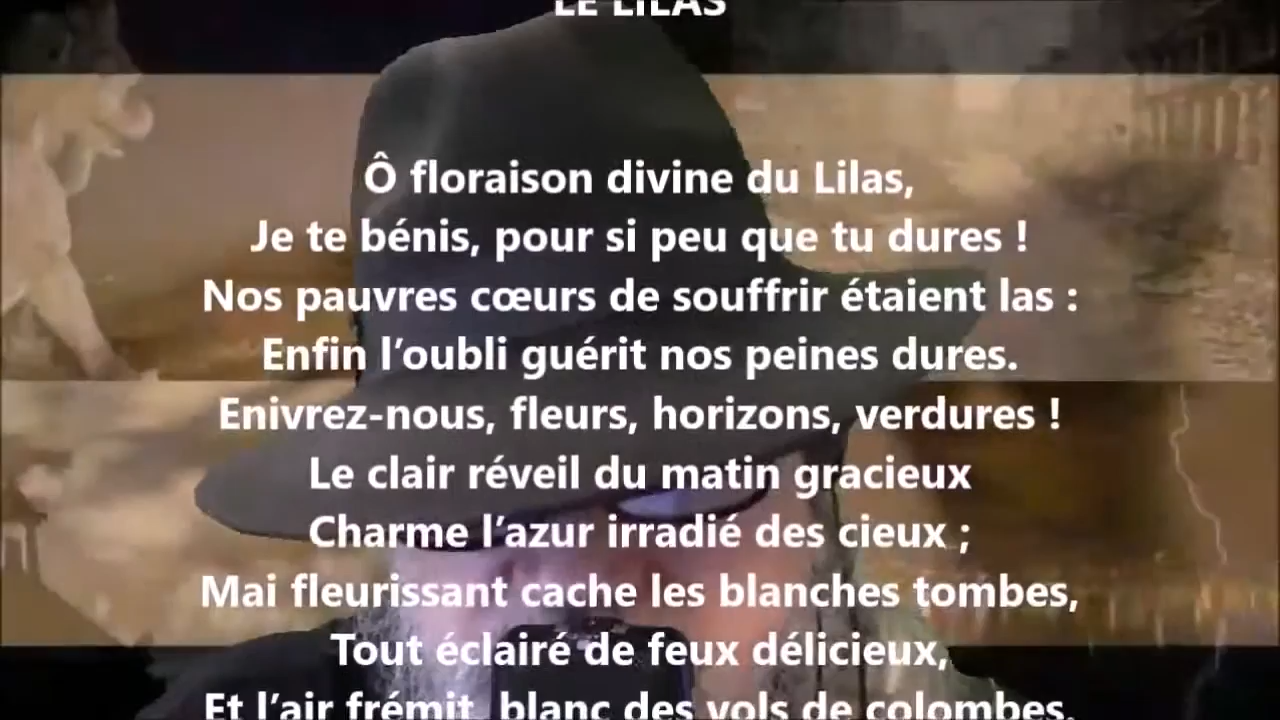 LE LILAS
Ô floraison divine du Lilas,
Je te bénis, pour si peu que tu dures !
Nos pauvres cœurs de souffrir étaient las :
Enfin l’oubli guérit nos peines dures.
Enivrez-nous, fleurs, horizons, verdures !
Le clair réveil du matin gracieux
Charme l’azur irradié des cieux ;
Mai fleurissant cache les blanches tombes,
Tout éclairé de feux délicieux,
Et l’air frémit, blanc des vols de colombes.